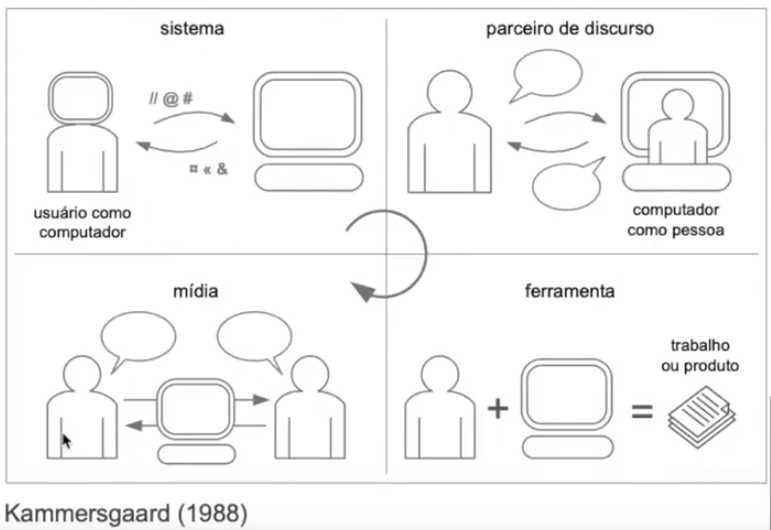 sistema
// @ #
¤ « &
usuário como
computador
parceiro de discurso
computador
como pessoa
mídia
ferramenta
+
=
trabalho
ou produto
Kammersgaard (1988)